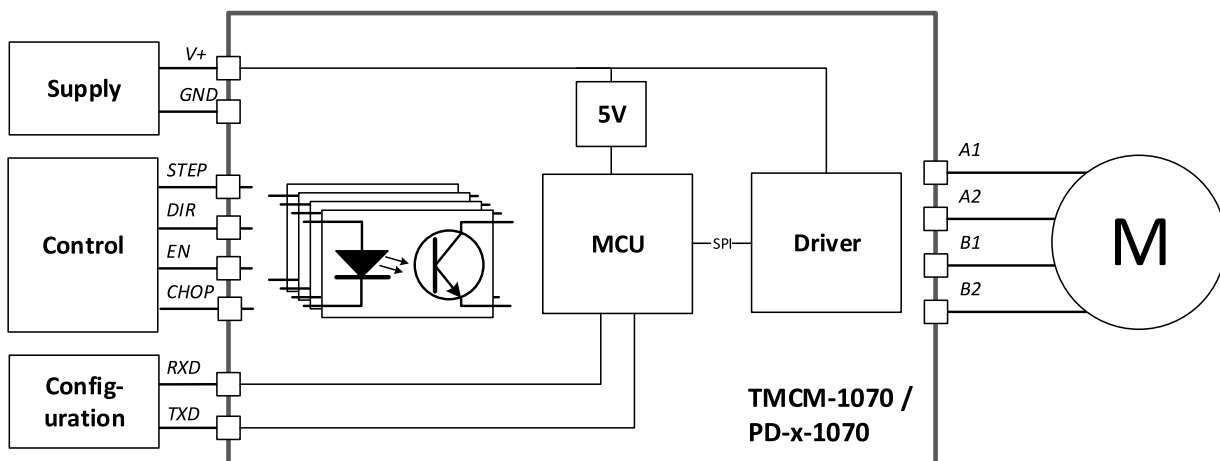 V+
Supply
GND
5V
STEP
DIR
Control
EN
CHOP
MCU
SPI
Driver
A1
A2
B1
B2
M
RXD
Config-
uration
TXD
TMCM-1070 /
PD-x-1070